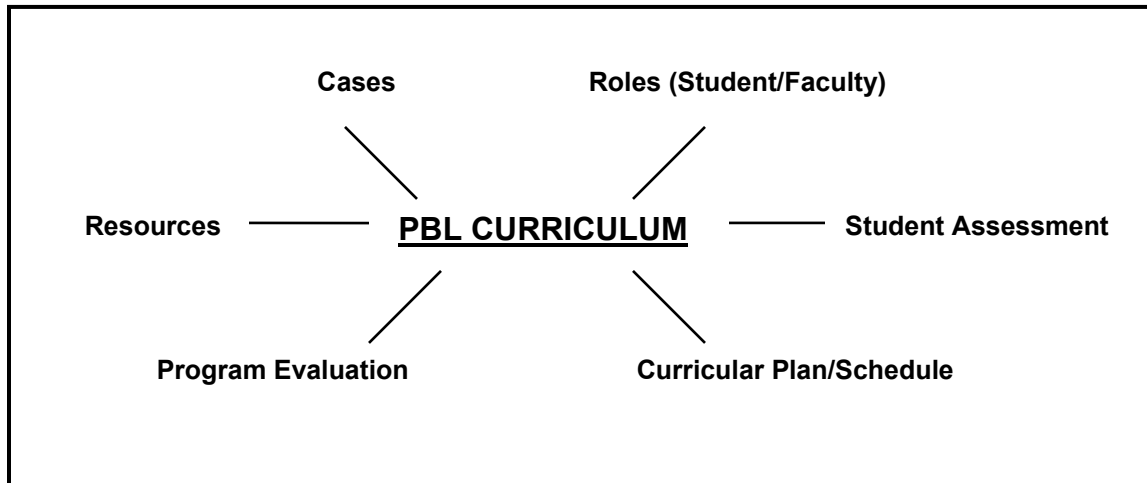 Cases
Roles (Student/Faculty)
Resources
PBL CURRICULUM
Student Assessment
Program Evaluation
Curricular Plan/Schedule